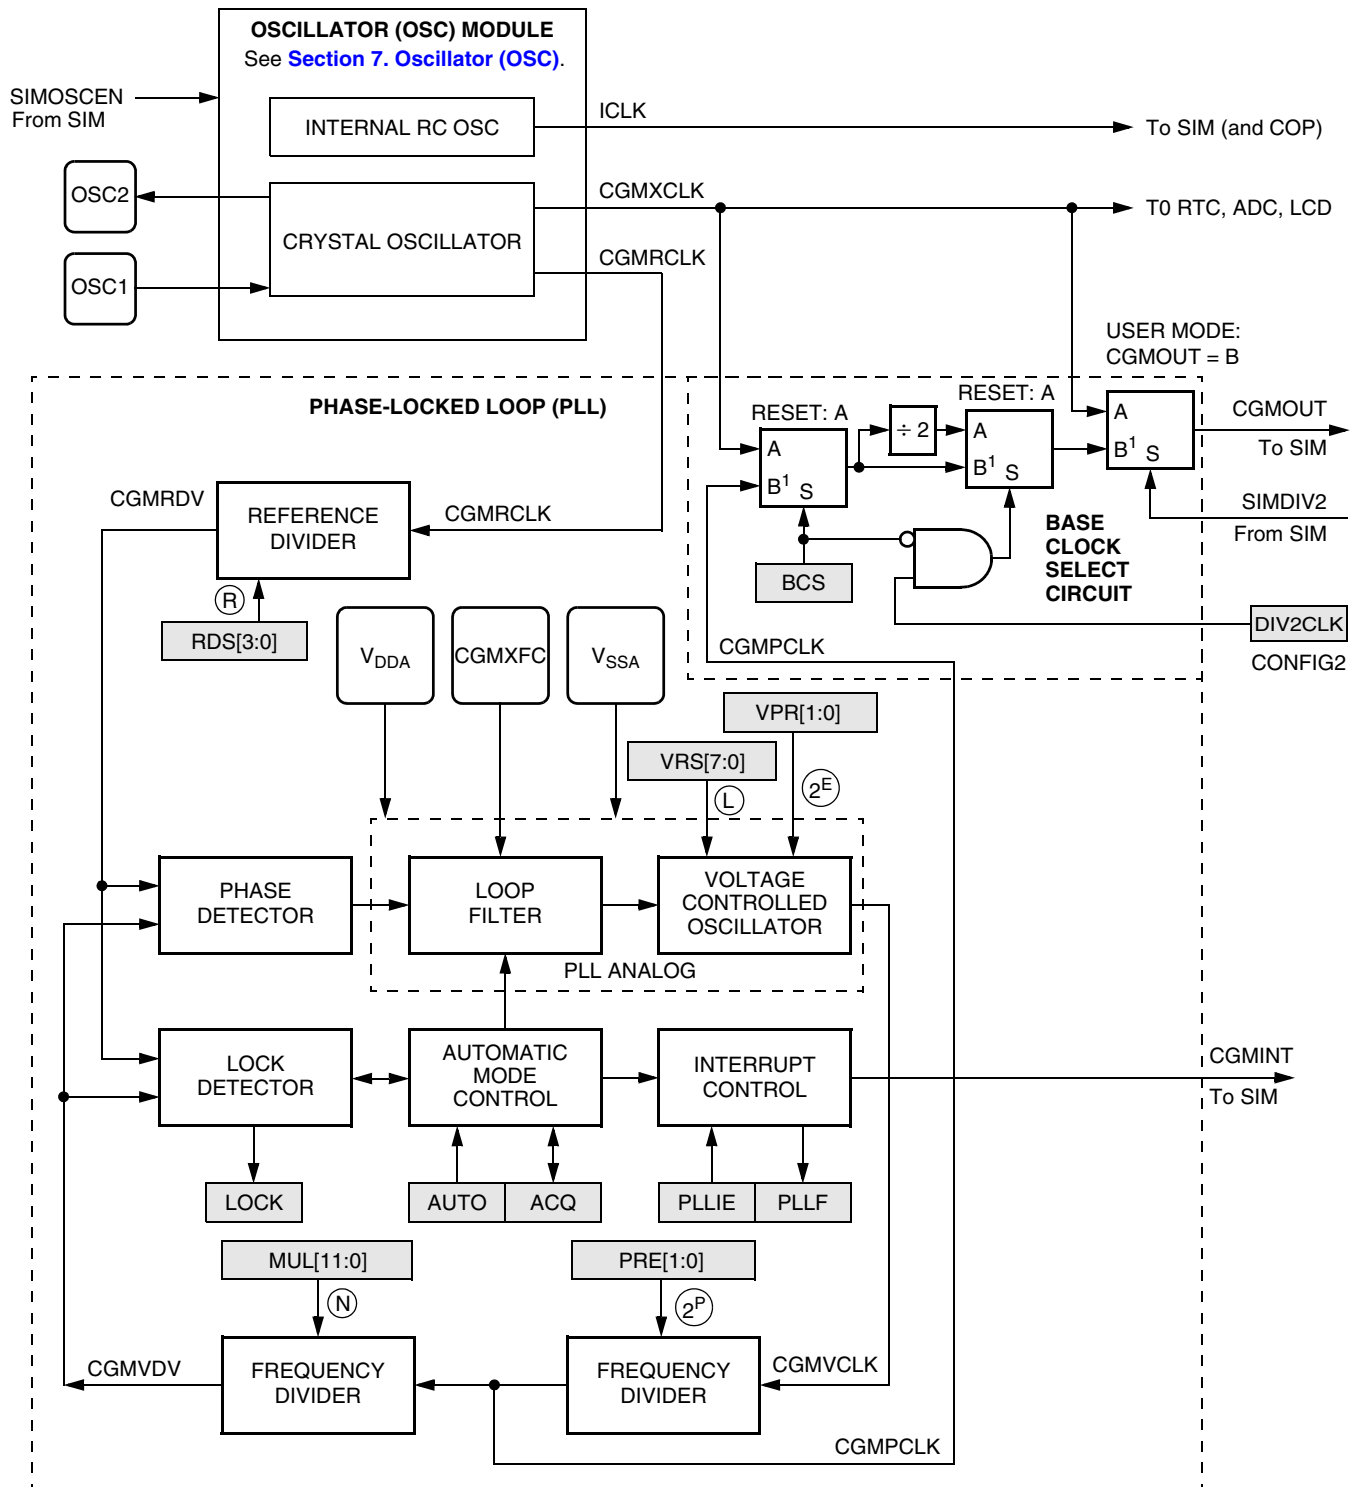 OSCILLATOR (OSC) MODULE
See Section 7. Oscillator (OSC).
SIMOSCEN
From SIM
INTERNAL RC OSC
ICLK
To SIM (and COP)
OSC2
CRYSTAL OSCILLATOR
CGMXCLK
T0 RTC, ADC, LCD
CGMRCLK
OSC1
USER MODE:
CGMOUT = B
PHASE-LOCKED LOOP (PLL)
RESET: A
RESET: A
A
B1
S
÷ 2
A
B1
S
A
B1
S
CGMOUT
To SIM
SIMDIV2
From SIM
CGMRDV
REFERENCE
DIVIDER
CGMRCLK
BCS
BASE
CLOCK
SELECT
CIRCUIT
R
RDS[3:0]
DIV2CLK
CONFIG2
VDDA
CGMXFC
VSSA
CGMPCLK
VPR[1:0]
VRS[7:0]
L
2E
PHASE
DETECTOR
LOOP
FILTER
VOLTAGE
CONTROLLED
OSCILLATOR
PLL ANALOG
LOCK
DETECTOR
AUTOMATIC
MODE
CONTROL
INTERRUPT
CONTROL
CGMINT
To SIM
LOCK
AUTO
ACQ
PLLIE
PLLF
MUL[11:0]
PRE[1:0]
N
2P
CGMVDV
FREQUENCY
DIVIDER
FREQUENCY
DIVIDER
CGMVCLK
CGMPCLK